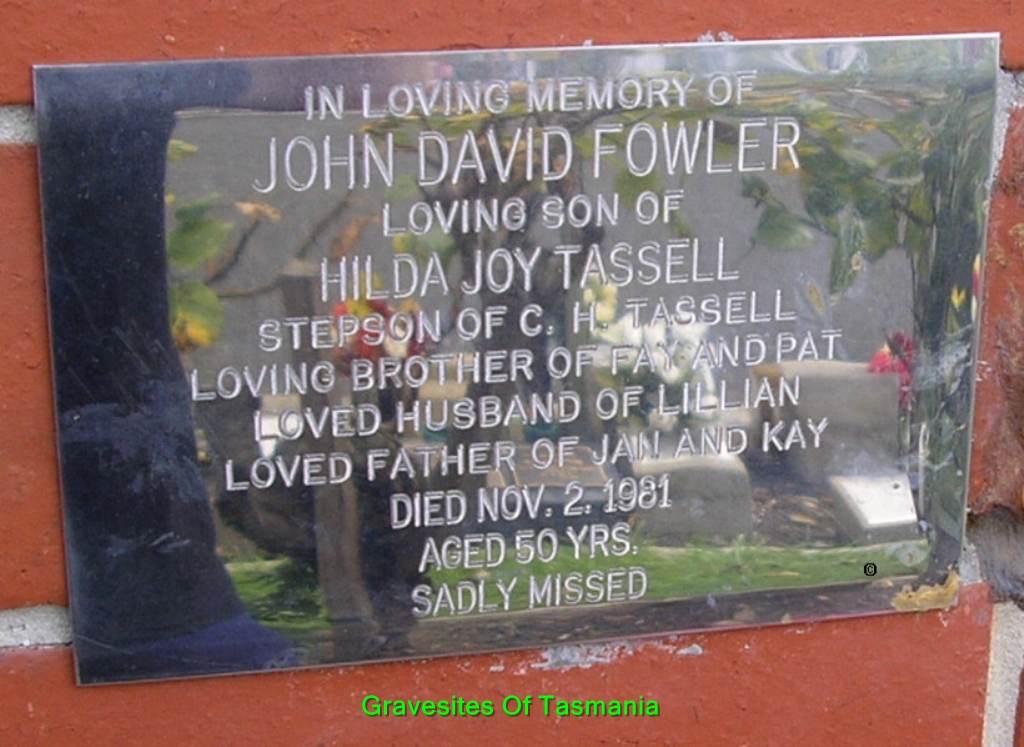 IN LOVING MEMORY OF
JOHN DAVID FOWLER
LOVING SON OF
HILDA JOY TASSELL
STEPSON OF C. H. TASSELL
LOVING BROTHER OF FAY AND PAT
LOVED HUSBAND OF LILLIAN
LOVED FATHER OF JAN AND KAY
DIED NOV. 2. 1981
AGED 50 YRS.
SADLY MISSED
©
Gravesites Of Tasmania